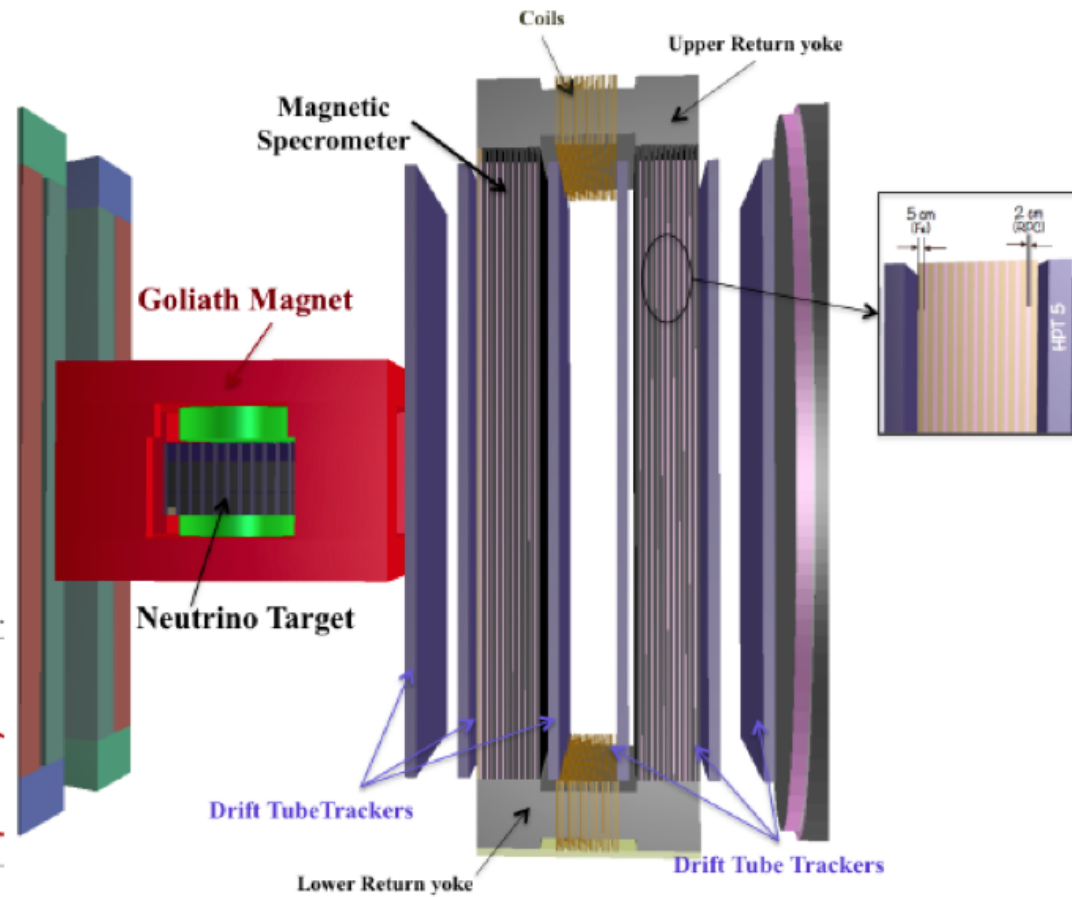 Coils
Upper Return yoke
Magnetic
Specrometer
5 cm
(Fe)
2 cm
(RPC)
HPT 5
Goliath Magnet
Neutrino Target
Drift TubeTrackers
Drift Tube Trackers
Lower Return yoke